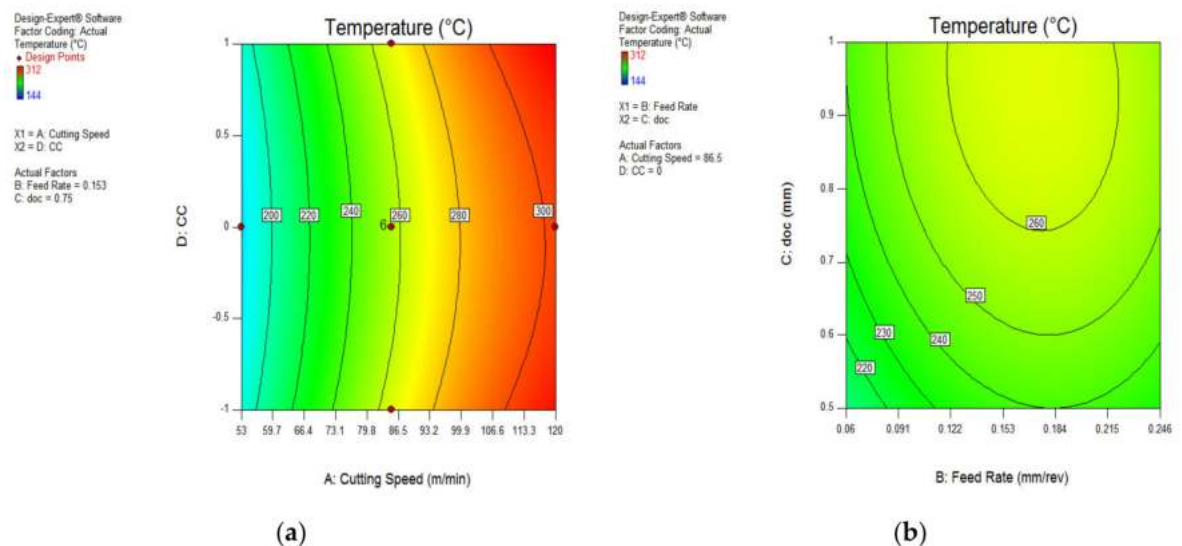 Design-Expert® Software
Factor Coding: Actual
Temperature (°C)
Design Points
312
144
X1 = A: Cutting Speed
X2 = D: CC
Actual Factors
B: Feed Rate = 0.153
C: doc = 0.75
Temperature (°C)
D: CC
1
0.5
0
-0.5
-1
200
220
240
6
260
280
300
53
59.7
66.4
73.1
79.8
86.5
93.2
99.9
106.6
113.3
120
A: Cutting Speed (m/min)
(a)
Design-Expert® Software
Factor Coding: Actual
Temperature (°C)
312
144
X1 = B: Feed Rate
X2 = C: doc
Actual Factors
A: Cutting Speed = 86.5
D: CC = 0
Temperature (°C)
C: doc (mm)
1
0.9
0.8
0.7
0.6
0.5
260
250
240
230
220
0.06
0.091
0.122
0.153
0.184
0.215
0.246
B: Feed Rate (mm/rev)
(b)